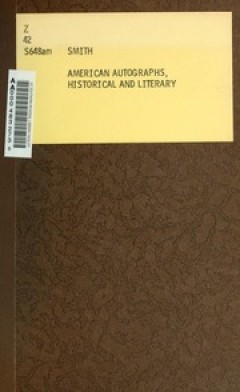 Z
42
S648am SMITH
AMERICAN AUTOGRAPHS,
HISTORICAL AND LITERARY